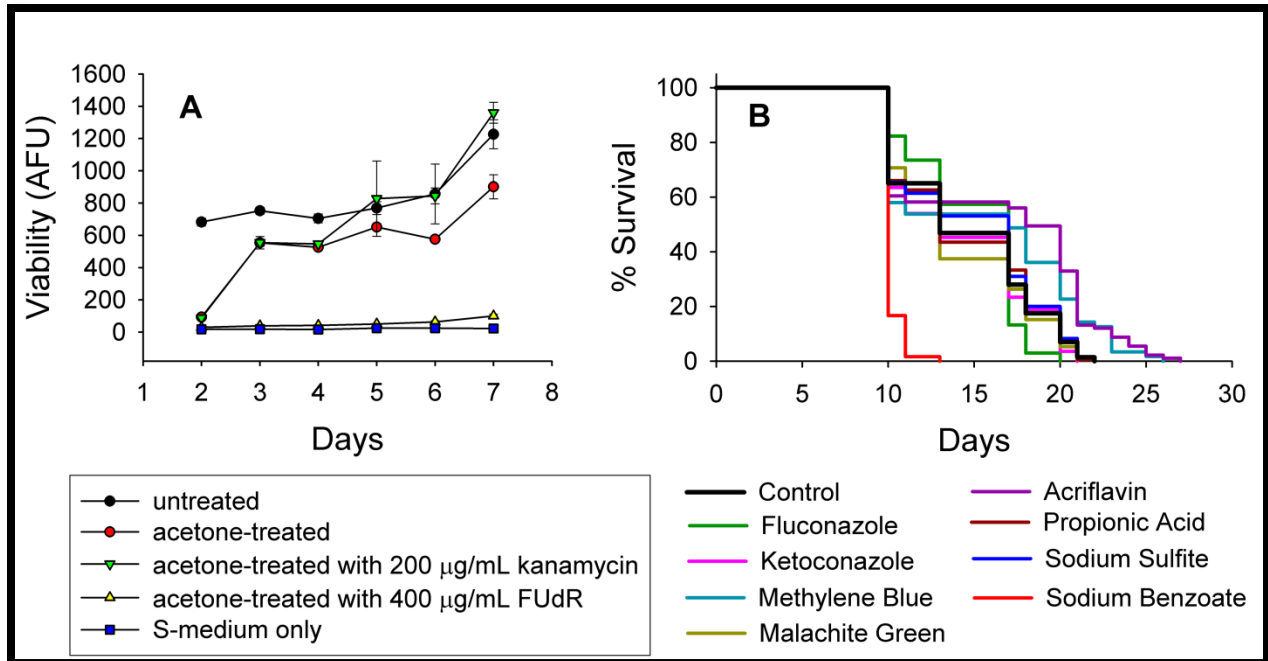 A
Viability (AFU)
1600
1400
1200
1000
800
600
400
200
0
1 2 3 4 5 6 7 8
Days
untreated
acetone-treated
acetone-treated with 200 μg/mL kanamycin
acetone-treated with 400 μg/mL FUdR
S-medium only
B
% Survival
100
80
60
40
20
0
0 5 10 15 20 25 30
Days
Control
Fluconazole
Ketoconazole
Methylene Blue
Malachite Green
Acriflavin
Propionic Acid
Sodium Sulfite
Sodium Benzoate